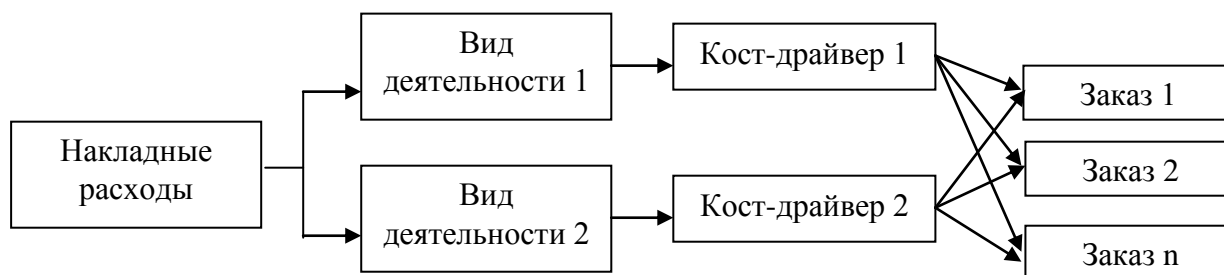 Накладные
расходы
Вид
деятельности 1
Вид
деятельности 2
Кост-драйвер 1
Кост-драйвер 2
Заказ 1
Заказ 2
Заказ n